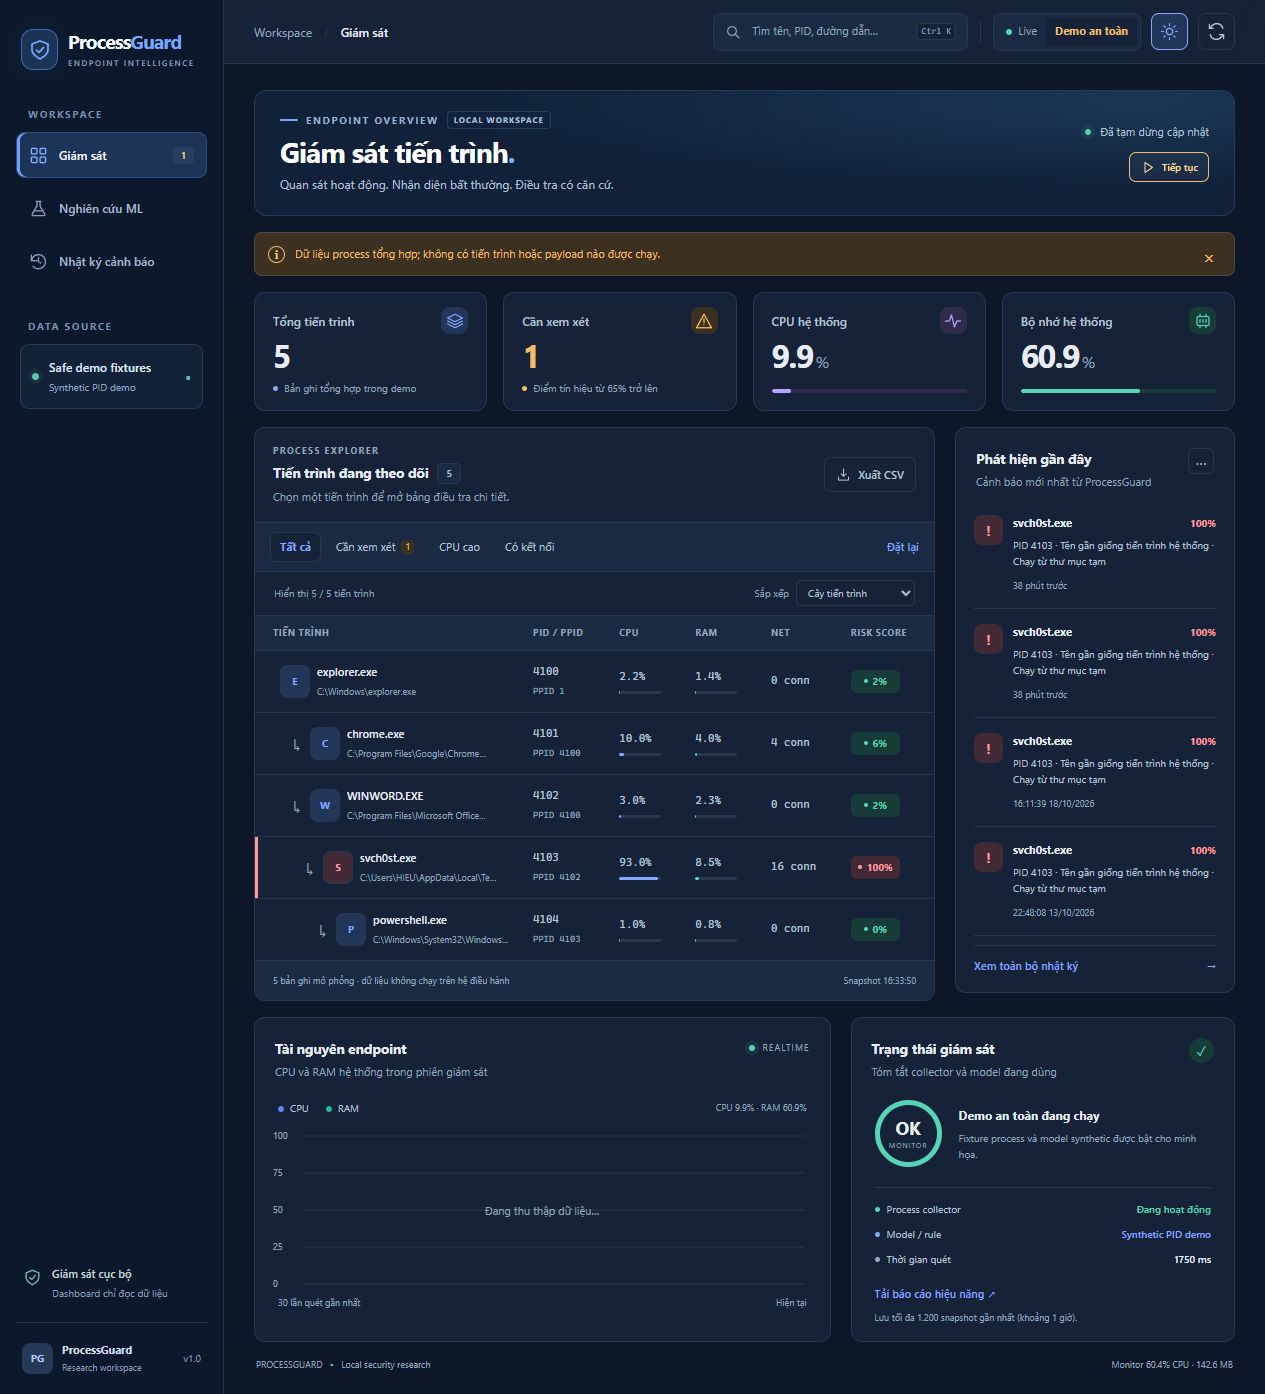 ProcessGuard
ENDPOINT INTELLIGENCE
WORKSPACE
Giám sát
1
Nghiên cứu ML
Nhật ký cảnh báo
DATA SOURCE
Safe demo fixtures
Synthetic PID demo
Giám sát cục bộ
Dashboard chỉ đọc dữ liệu
PG
ProcessGuard
Research workspace
v1.0
Workspace / Giám sát
Tìm tên, PID, đường dẫn...
Ctrl K
Live
Demo an toàn
ENDPOINT OVERVIEW
LOCAL WORKSPACE
Giám sát tiến trình.
Quan sát hoạt động. Nhận diện bất thường. Điều tra có căn cứ.
Đã tạm dừng cập nhật
Tiếp tục
Dữ liệu process tổng hợp; không có tiến trình hoặc payload nào được chạy.
×
Tổng tiến trình
5
Bản ghi tổng hợp trong demo
Cần xem xét
1
Điểm tín hiệu từ 65% trở lên
CPU hệ thống
9.9%
Bộ nhớ hệ thống
60.9%
PROCESS EXPLORER
Tiến trình đang theo dõi
5
Chọn một tiến trình để mở bảng điều tra chi tiết.
Xuất CSV
Tất cả
Cần xem xét 1
CPU cao
Có kết nối
Đặt lại
Hiển thị 5 / 5 tiến trình
Sắp xếp
Cây tiến trình
TIẾN TRÌNH PID / PPID CPU RAM NET RISK SCORE
E
explorer.exe
C:\Windows\explorer.exe
4100
PPID 1
2.2%
1.4%
0 conn
2%
↳
C
chrome.exe
C:\Program Files\Google\Chrome...
4101
PPID 4100
10.0%
4.0%
4 conn
6%
↳
W
WINWORD.EXE
C:\Program Files\Microsoft Office...
4102
PPID 4100
3.0%
2.3%
0 conn
2%
↳
S
svch0st.exe
C:\Users\HIEU\AppData\Local\Te...
4103
PPID 4102
93.0%
8.5%
16 conn
100%
↳
P
powershell.exe
C:\Windows\System32\Windows...
4104
PPID 4103
1.0%
0.8%
0 conn
0%
5 bản ghi mô phỏng · dữ liệu không chạy trên hệ điều hành
Snapshot 16:33:50
Phát hiện gần đây
...
Cảnh báo mới nhất từ ProcessGuard
!
svch0st.exe
100%
PID 4103 · Tên gần giống tiến trình hệ thống ·
Chạy từ thư mục tạm
38 phút trước
!
svch0st.exe
100%
PID 4103 · Tên gần giống tiến trình hệ thống ·
Chạy từ thư mục tạm
38 phút trước
!
svch0st.exe
100%
PID 4103 · Tên gần giống tiến trình hệ thống ·
Chạy từ thư mục tạm
16:11:39 18/10/2026
!
svch0st.exe
100%
PID 4103 · Tên gần giống tiến trình hệ thống ·
Chạy từ thư mục tạm
22:48:08 13/10/2026
Xem toàn bộ nhật ký →
Tài nguyên endpoint
REALTIME
CPU và RAM hệ thống trong phiên giám sát
CPU
RAM
CPU 9.9% · RAM 60.9%
100
75
50
25
0
Đang thu thập dữ liệu...
30 lần quét gần nhất
Hiện tại
Trạng thái giám sát
✓
Tóm tắt collector và model đang dùng
OK
MONITOR
Demo an toàn đang chạy
Fixture process và model synthetic được bật cho minh
họa.
Process collector
Đang hoạt động
Model / rule
Synthetic PID demo
Thời gian quét
1750 ms
Tải báo cáo hiệu năng ↗
Lưu tối đa 1.200 snapshot gần nhất (khoảng 1 giờ).
PROCESSGUARD • Local security research
Monitor 60.4% CPU · 142.6 MB